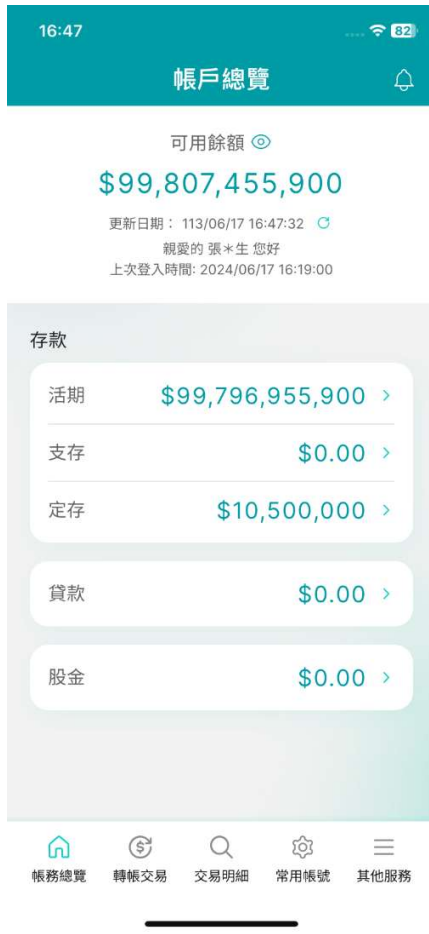 16:47 82
帳戶總覽
可用餘額
$99,807,455,900
更新日期： 113/06/17 16:47:32
親愛的 張＊生 您好
上次登入時間: 2024/06/17 16:19:00
存款
活期 $99,796,955,900
支存 $0.00
定存 $10,500,000
貸款 $0.00
股金 $0.00
帳務總覽 轉帳交易 交易明細 常用帳號 其他服務